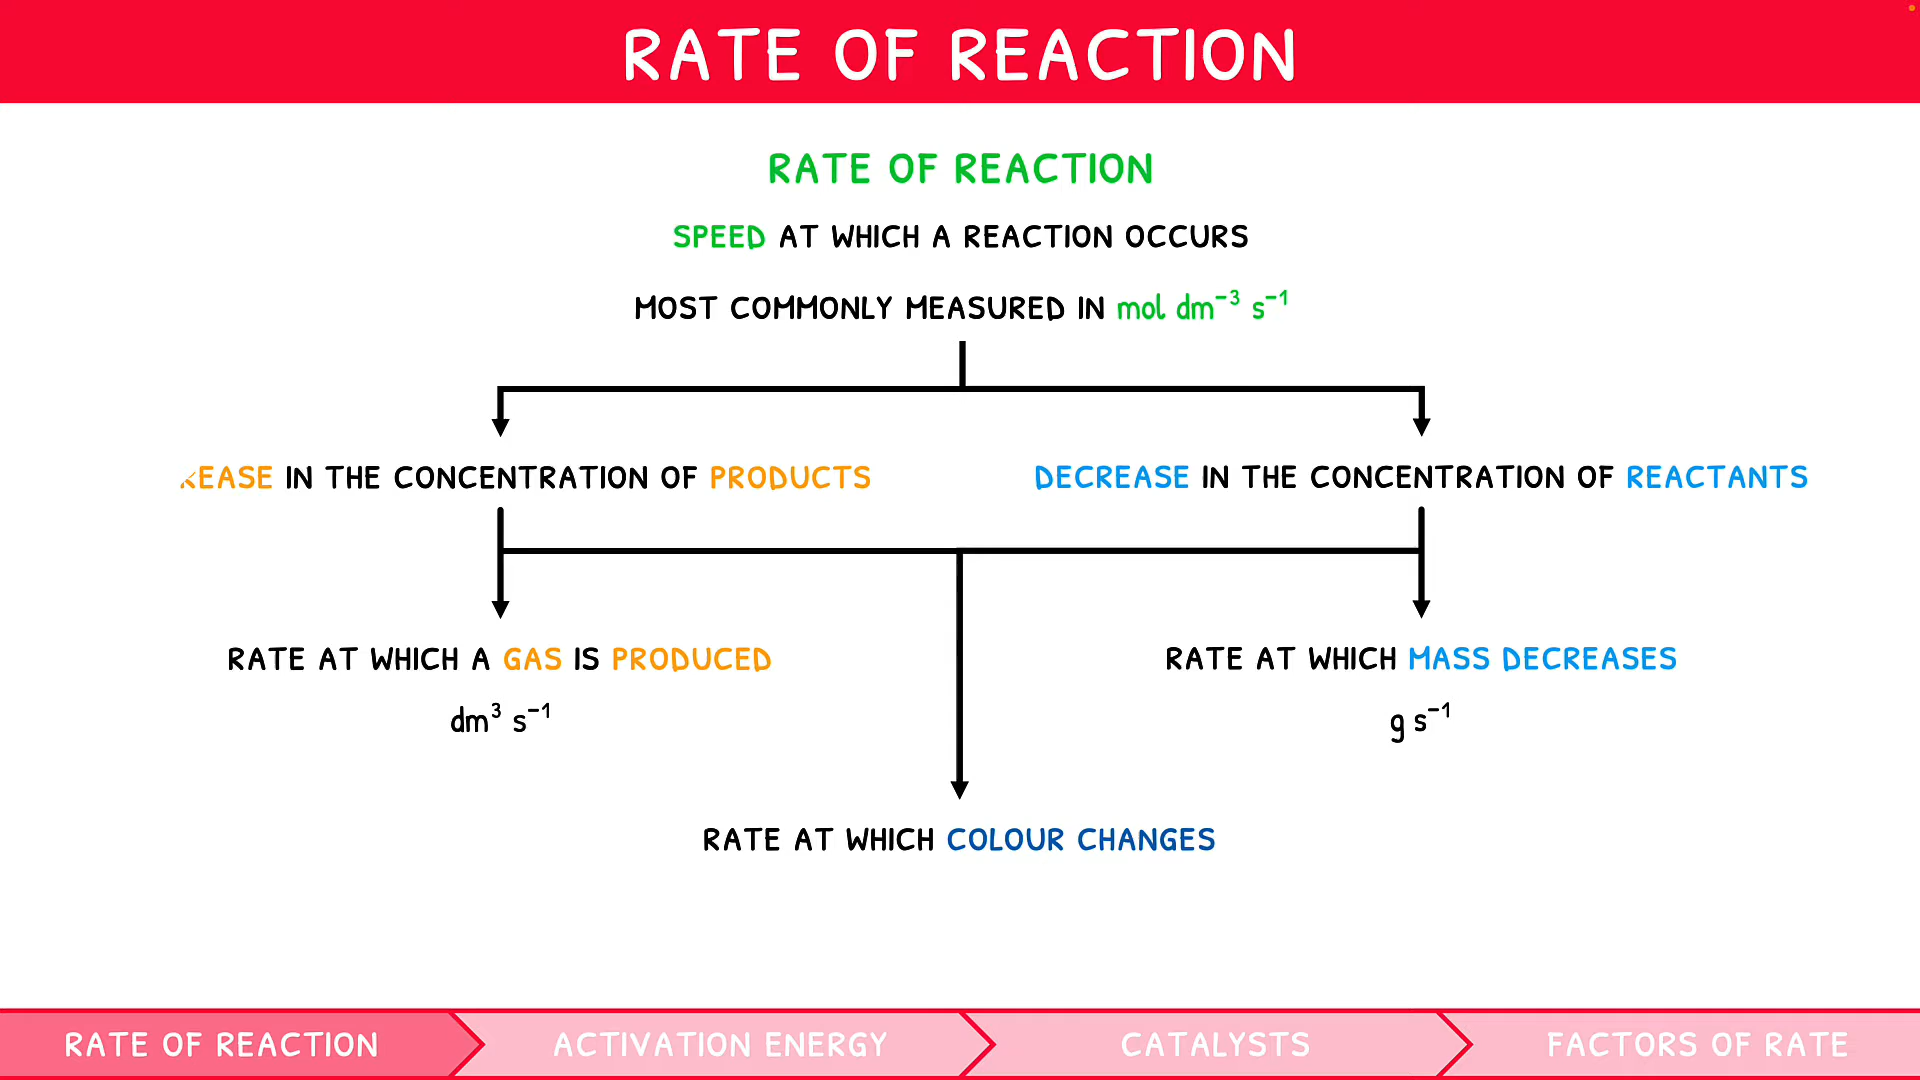 RATE OF REACTION
RATE OF REACTION
SPEED AT WHICH A REACTION OCCURS
MOST COMMONLY MEASURED IN mol dm⁻³ s⁻¹
EASE IN THE CONCENTRATION OF PRODUCTS
DECREASE IN THE CONCENTRATION OF REACTANTS
RATE AT WHICH A GAS IS PRODUCED
dm³ s⁻¹
RATE AT WHICH MASS DECREASES
g s⁻¹
RATE AT WHICH COLOUR CHANGES
RATE OF REACTION
ACTIVATION ENERGY
CATALYSTS
FACTORS OF RATE